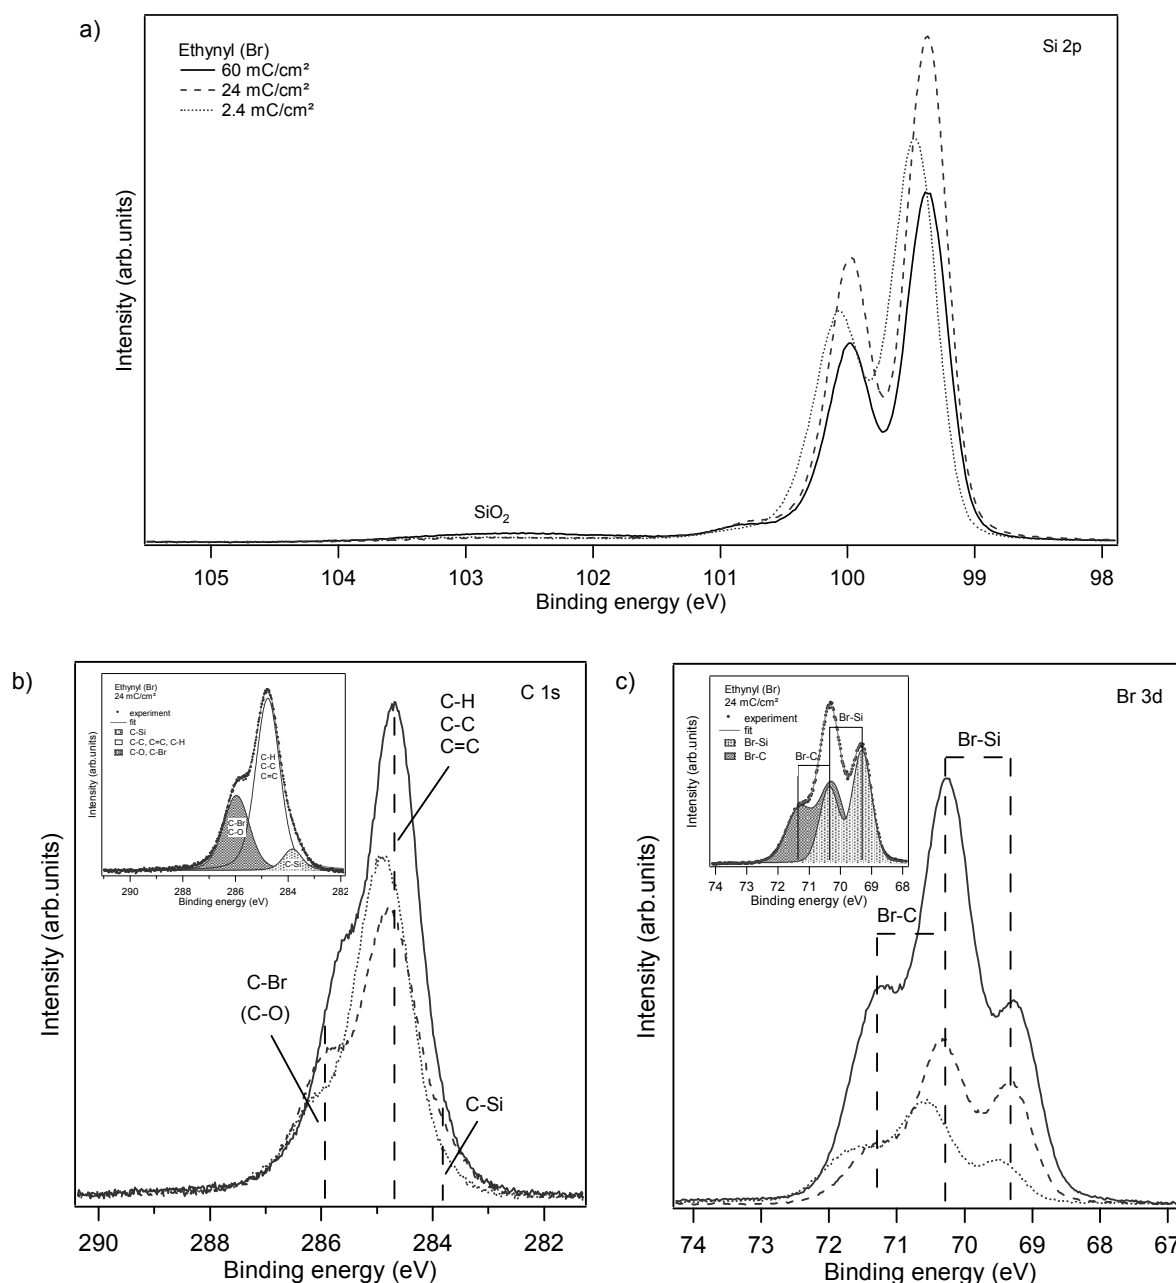 a)
Ethynyl (Br)
60 mC/cm²
24 mC/cm²
2.4 mC/cm²
Si 2p
Intensity (arb.units)
SiO2
105 104 103 102 101 100 99 98
Binding energy (eV)
b)
C 1s
Ethynyl (Br)
24 mC/cm²
experiment
fit
C-Si
C-C, C=C, C-H
C-O, C-Br
Intensity (arb.units)
C-H
C-C
C=C
C-Br
C-O
C-Si
290 288 286 284 282
Binding energy (eV)
C-H
C-C
C=C
C-Br
(C-O)
C-Si
Intensity (arb.units)
290 288 286 284 282
Binding energy (eV)
c)
Br 3d
Ethynyl (Br)
24 mC/cm²
experiment
fit
Br-Si
Br-C
Intensity (arb.units)
Br-Si
Br-C
74 73 72 71 70 69 68
Binding energy (eV)
Br-Si
Br-C
Intensity (arb.units)
74 73 72 71 70 69 68 67
Binding energy (eV)